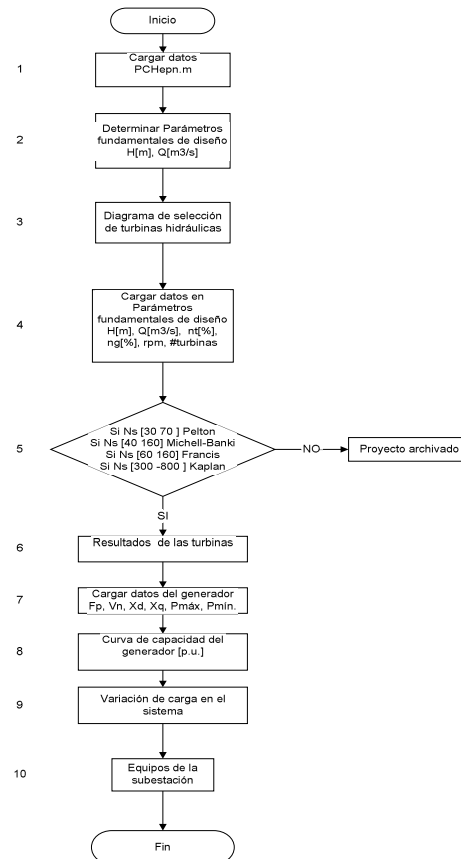 Inicio
1
Cargar datos
PCHepn.m
2
Determinar Parámetros
fundamentales de diseño
H[m], Q[m3/s]
3
Diagrama de selección
de turbinas hidráulicas
4
Cargar datos en
Parámetros
fundamentales de diseño
H[m], Q[m3/s], nt[%],
ng[%], rpm, #turbinas
5
Si Ns [30 70 ] Pelton
Si Ns [40 160] Michell-Banki
Si Ns [60 160] Francis
Si Ns [300 -800 ] Kaplan
NO
Proyecto archivado
SI
6
Resultados de las turbinas
7
Cargar datos del generador
Fp, Vn, Xd, Xq, Pmáx, Pmín.
8
Curva de capacidad del
generador [p.u.]
9
Variación de carga en el
sistema
10
Equipos de la
subestación
Fin